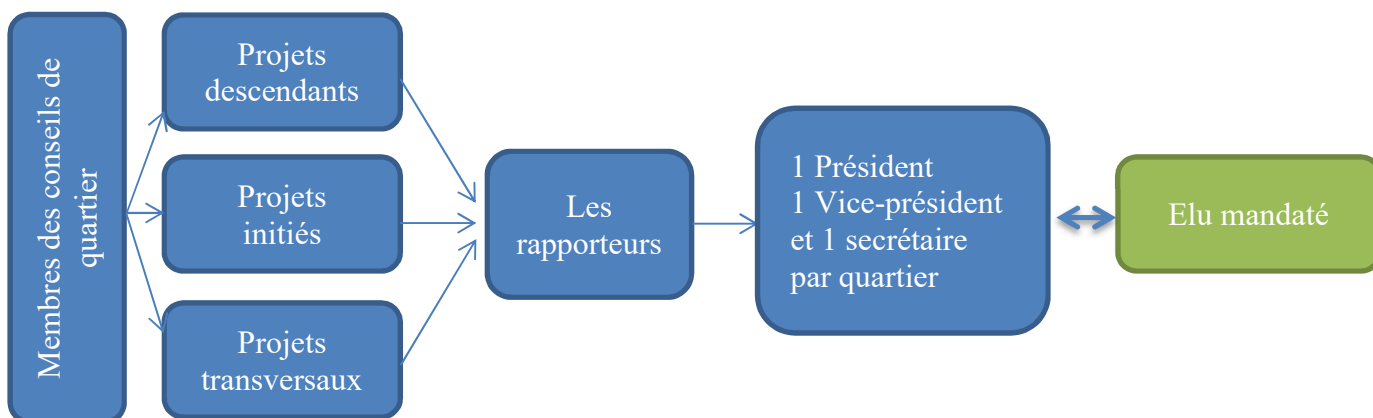 Membres des conseils de
quartier
Projets
descendants
Projets
initiés
Projets
transversaux
Les
rapporteurs
1 Président
1 Vice-président
et 1 secrétaire
par quartier
Elu mandaté